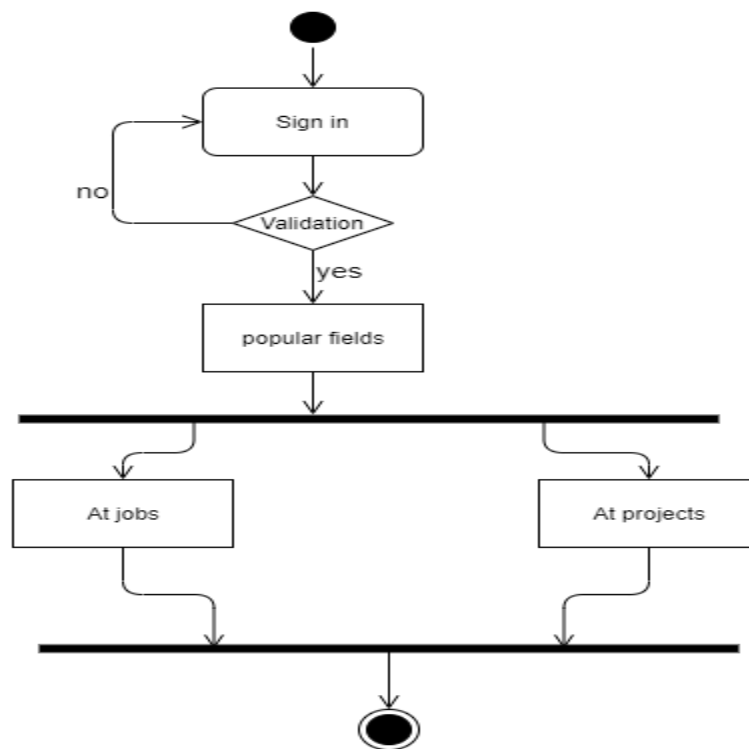 Sign in
no
Validation
yes
popular fields
At jobs
At projects